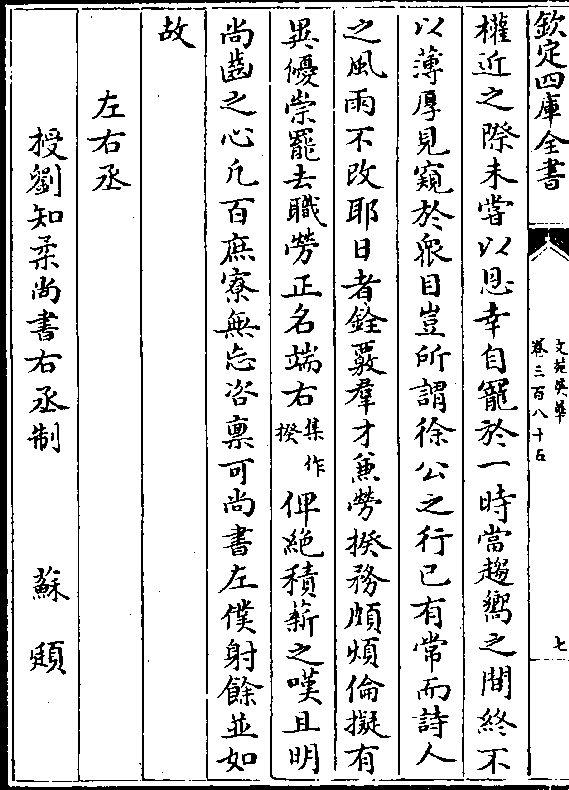 欽定四庫全書
文苑英華
卷三百八十五
七
權近之際未嘗以恩幸自寵於一時當趨嚮之間終不
以薄厚見窺於衆目豈所謂徐公之行已有常而詩人
之風雨不改耶日者銓覈羣才兼勞揆務頗煩倫擬有
異優崇罷去職勞正名端右集作揆俾絶積薪之嘆且明
尚齒之心凡百庶寮無忘咨禀可尚書左僕射餘並如
故
左右丞
授劉知柔尚書右丞制 蘇頲